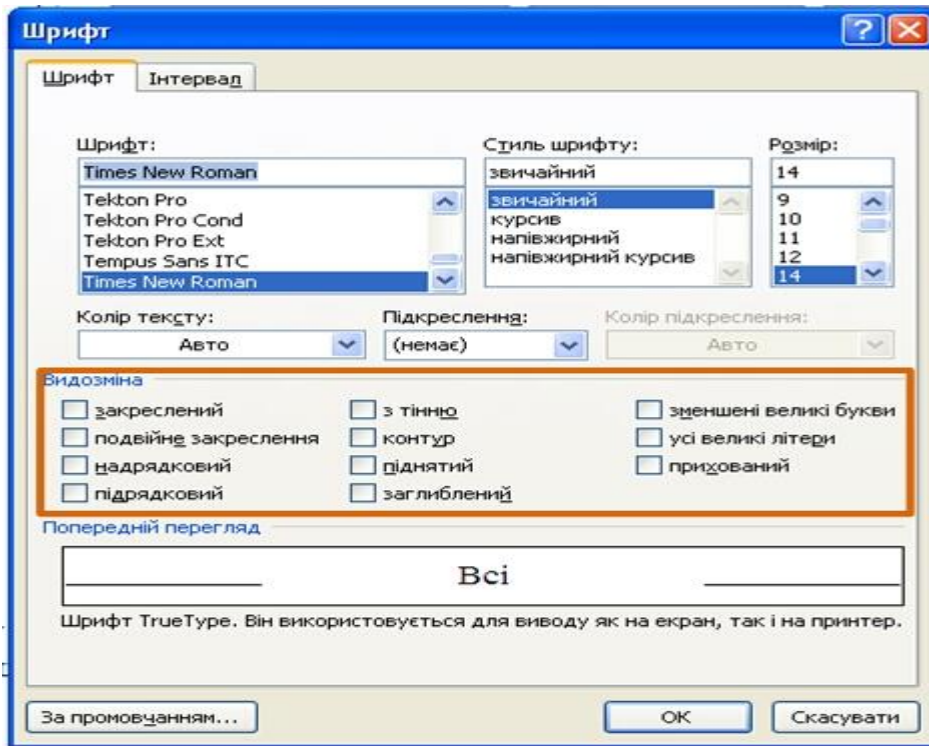 Шрифт
Шрифт Інтервал
Шрифт: Стиль шрифту: Розмір:
Times New Roman звичайний 14
Tekton Pro звичайний 9
Tekton Pro Cond курсив 10
Tekton Pro Ext напівжирний 11
Tempus Sans ITC напівжирний курсив 12
Times New Roman 14
Колір тексту: Підкреслення: Колір підкреслення:
Авто (немає) Авто
Видозміна
закреслений з тінню зменшені великі букви
подвійне закреслення контур усі великі літери
надрядковий піднятий прихований
підрядковий заглиблений
Попередній перегляд
Всі
Шрифт TrueType. Він використовується для виводу як на екран, так і на принтер.
За промовчанням... ОК Скасувати